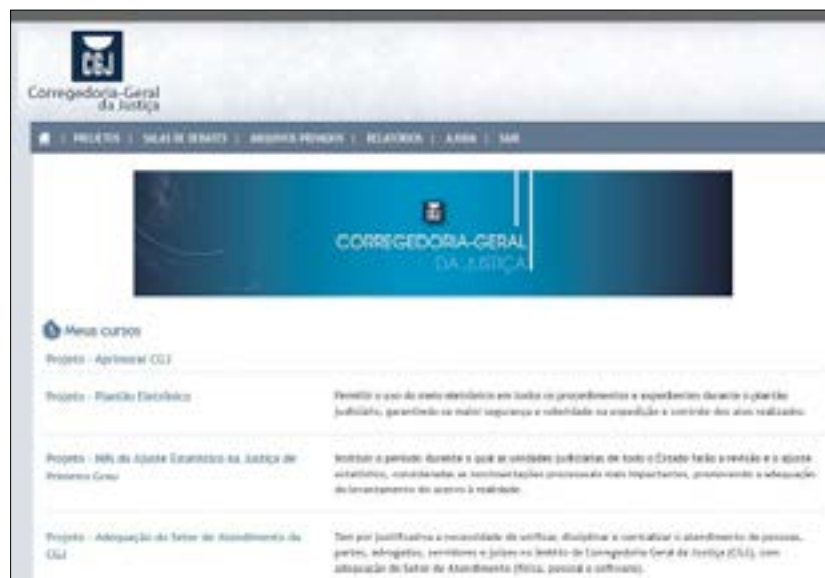 CGJ
Corregedoria-Geral
da Justiça
| PROJETOS | SALAS DE DEBATE | ARQUIVOS PRIVADOS | RELATÓRIOS | AJUDA | SAIR
CORREGEDORIA-GERAL
DA JUSTIÇA
Meus cursos
Projeto - Aprimorar CGJ
Projeto - Plantão Eletrônico
Permitir o uso do meio eletrônico em todos os procedimentos e expedientes durante o plantão
judiciário, garantindo-se maior segurança e celeridade na expedição e controle dos atos realizados.
Projeto - Mês do Ajuste Estatístico na Justiça de
Primeiro Grau
Instituir o período durante o qual as unidades judiciárias de todo o Estado farão a revisão e o ajuste
estatístico, consideradas as movimentações processuais mais importantes, promovendo a adequação
do levantamento do acervo à realidade.
Projeto - Adequação do Setor de Atendimento da
CGJ
Tem por justificativa a necessidade de verificar, disciplinar e centralizar o atendimento de pessoas,
partes, advogados, servidores e juízes no âmbito da Corregedoria-Geral da Justiça (CGJ), com
adequação do Setor de Atendimento (física, pessoal e software).